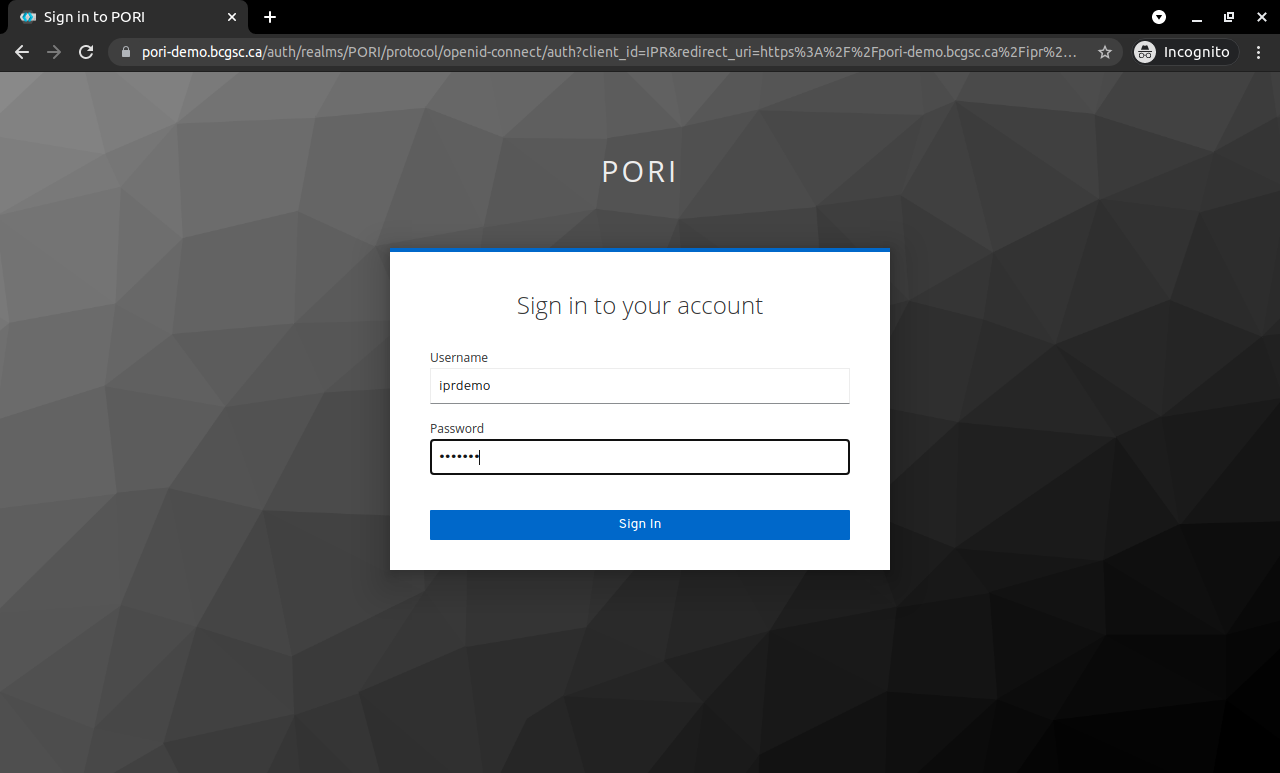 Sign in to PORI
pori-demo.bcgsc.ca/auth/realms/PORI/protocol/openid-connect/auth?client_id=IPR&redirect_uri=https%3A%2F%2Fpori-demo.bcgsc.ca%2Fipr%2...
Incognito
PORI
Sign in to your account
Username
iprdemo
Password
•••••••
Sign In